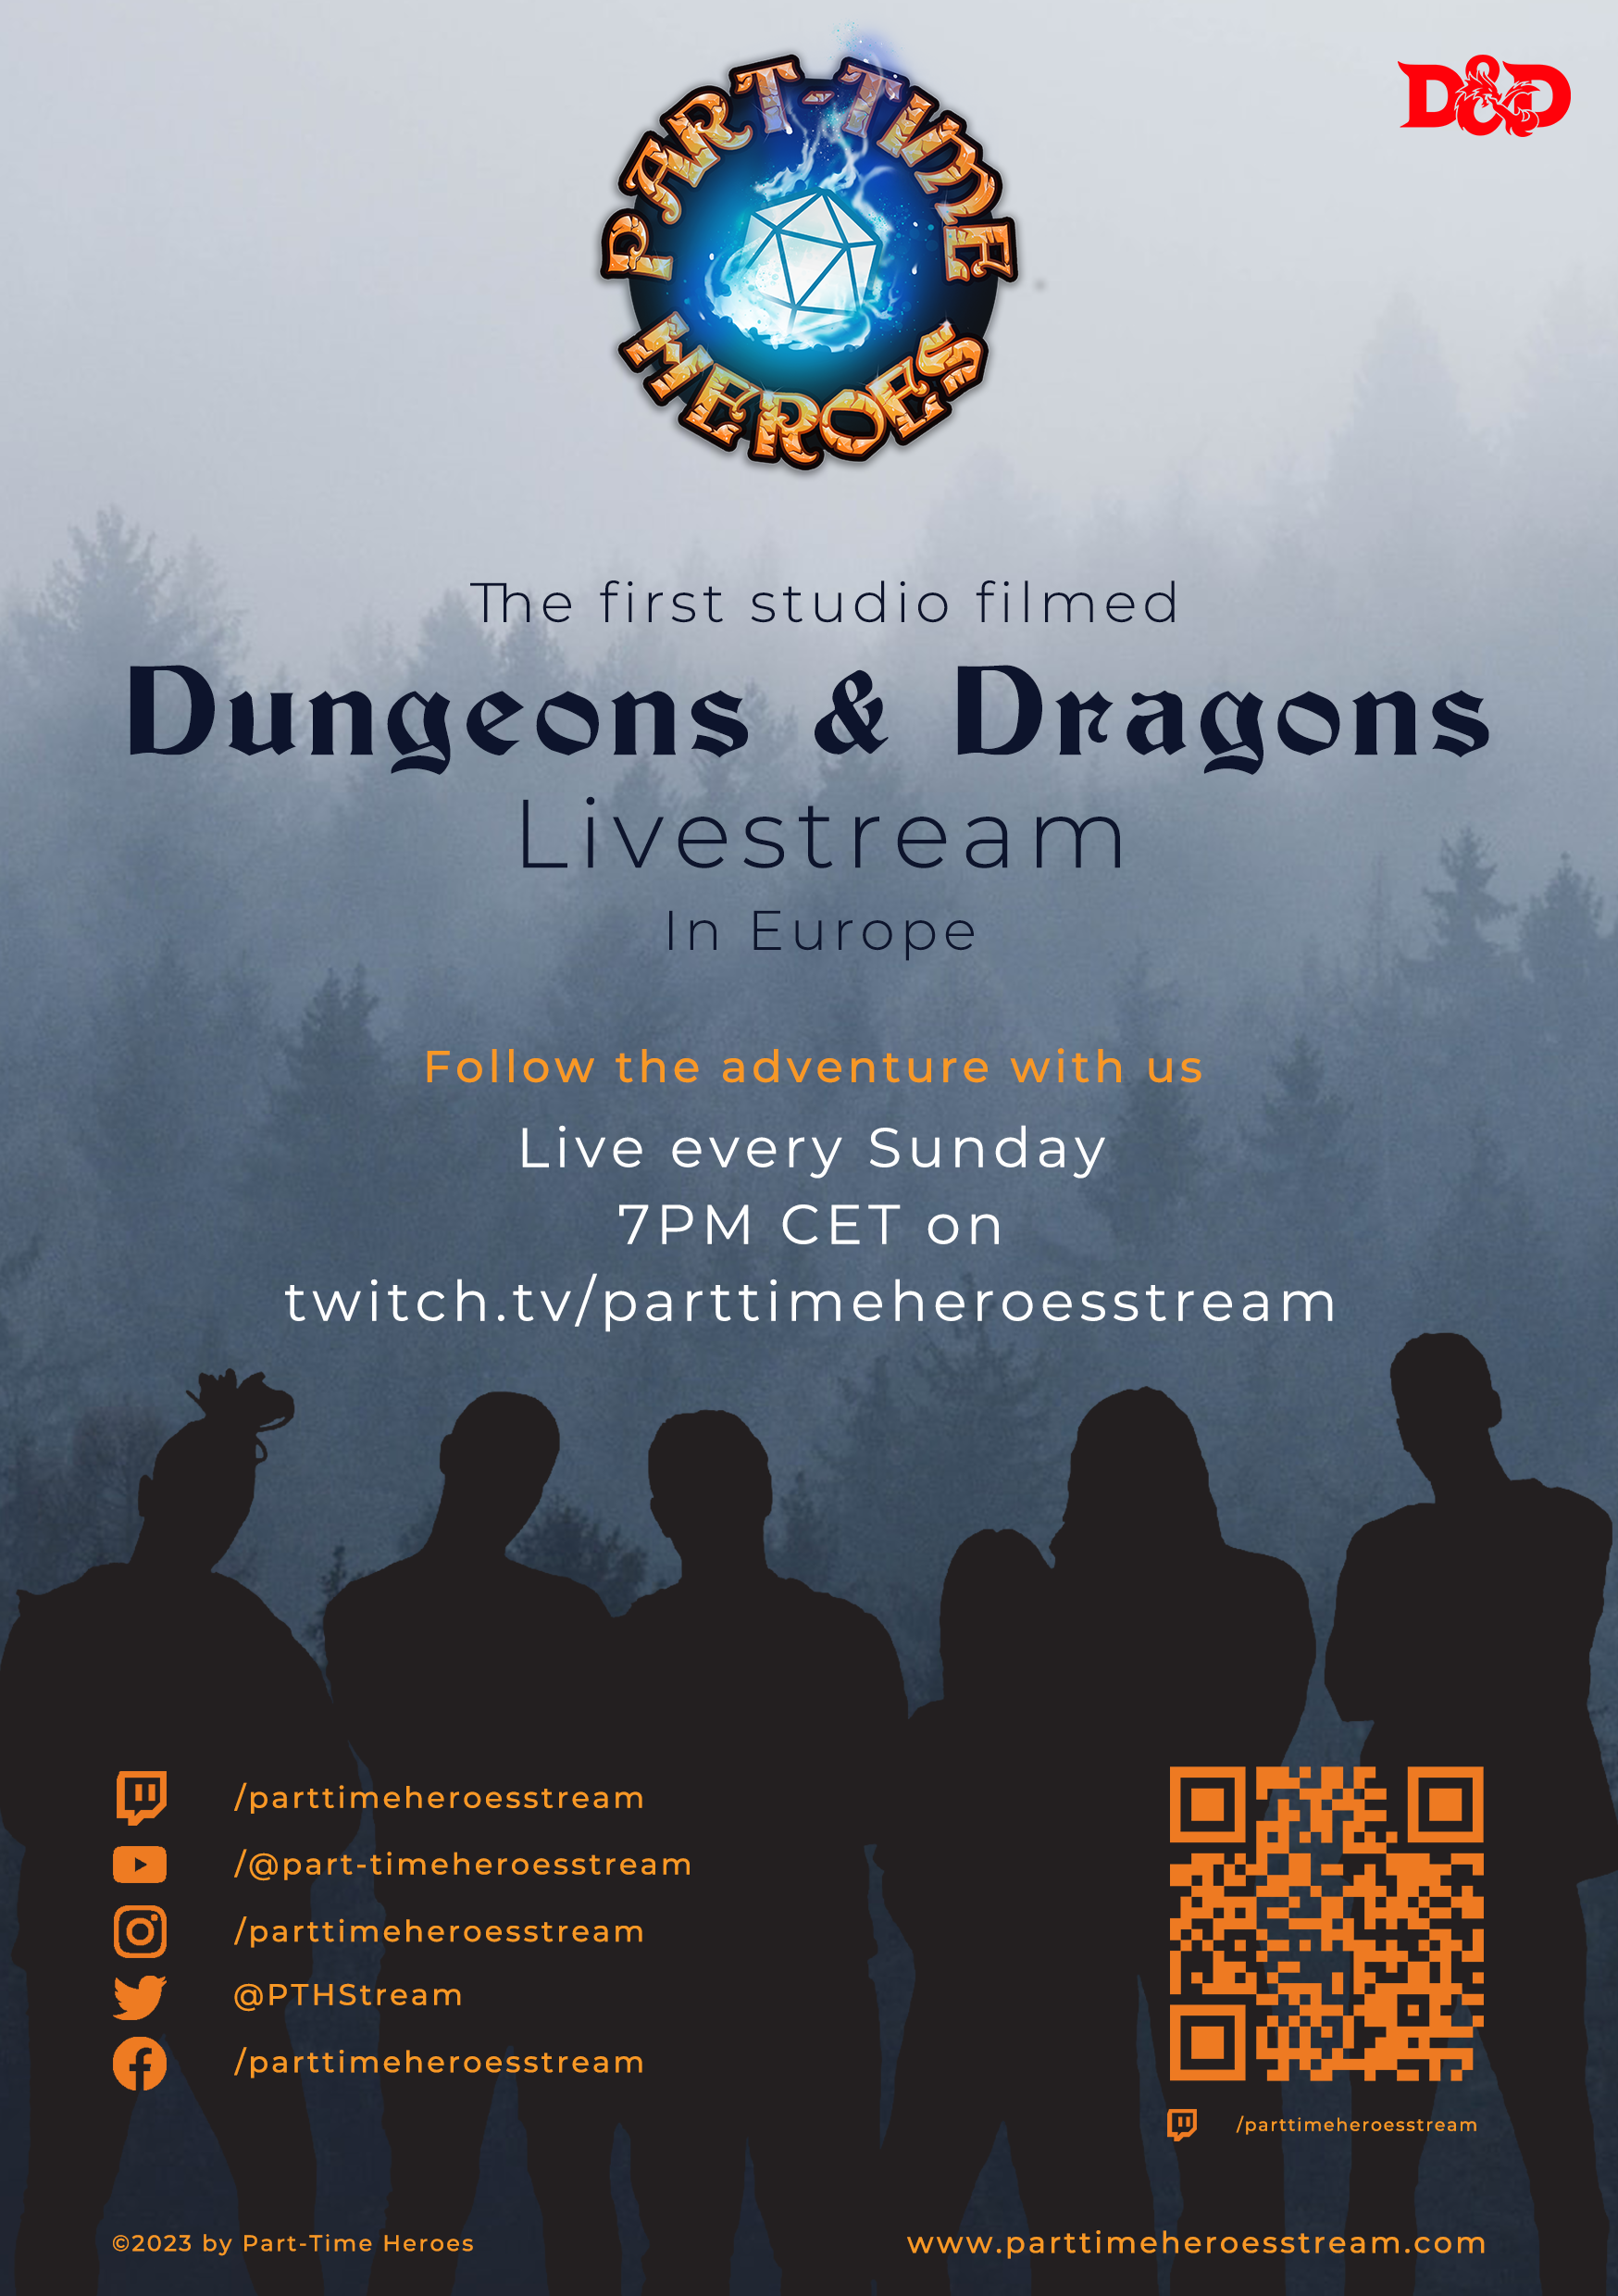 PART-TIME
HEROES
D&D
The first studio filmed
Dungeons & Dragons
Livestream
In Europe
Follow the adventure with us
Live every Sunday
7PM CET on
twitch.tv/parttimeheroesstream
/parttimeheroesstream
/@part-timeheroesstream
/parttimeheroesstream
@PTHStream
/parttimeheroesstream
/parttimeheroesstream
©2023 by Part-Time Heroes
www.parttimeheroesstream.com